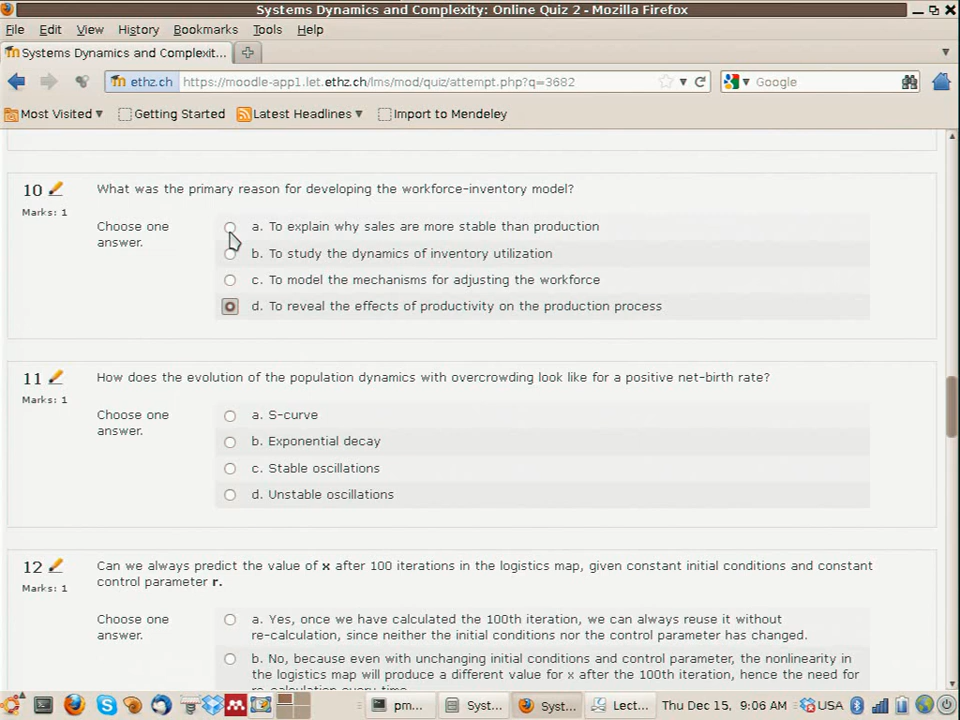 Systems Dynamics and Complexity: Online Quiz 2 - Mozilla Firefox
File Edit View History Bookmarks Tools Help
Systems Dynamics and Complexit...
ethz.ch https://moodle-app1.let.ethz.ch/lms/mod/quiz/attempt.php?q=3682 Google
Most Visited Getting Started Latest Headlines Import to Mendeley
10 What was the primary reason for developing the workforce-inventory model?
Marks: 1
Choose one answer.
a. To explain why sales are more stable than production
b. To study the dynamics of inventory utilization
c. To model the mechanisms for adjusting the workforce
d. To reveal the effects of productivity on the production process
11 How does the evolution of the population dynamics with overcrowding look like for a positive net-birth rate?
Marks: 1
Choose one answer.
a. S-curve
b. Exponential decay
c. Stable oscillations
d. Unstable oscillations
12 Can we always predict the value of x after 100 iterations in the logistics map, given constant initial conditions and constant
control parameter r.
Marks: 1
Choose one answer.
a. Yes, once we have calculated the 100th iteration, we can always reuse it without
re-calculation, since neither the initial conditions nor the control parameter has changed.
b. No, because even with unchanging initial conditions and control parameter, the nonlinearity in
the logistics map will produce a different value for x after the 100th iteration, hence the need for
re-calculation every time
pm... Syst... Syst... Lect... Thu Dec 15, 9:06 AM USA